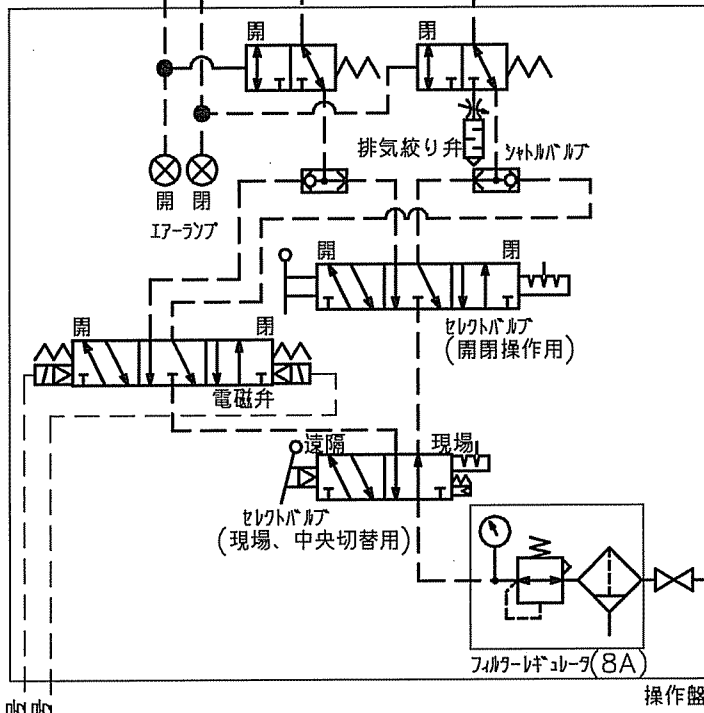 開
閉
排気絞り弁
シャトルバルブ
開
閉
エアーランプ
開
閉
セレクトバルブ
(開閉操作用)
開
閉
電磁弁
遠隔
現場
セレクトバルブ
(現場、中央切替用)
フィルターレギュレータ(8A)
操作盤